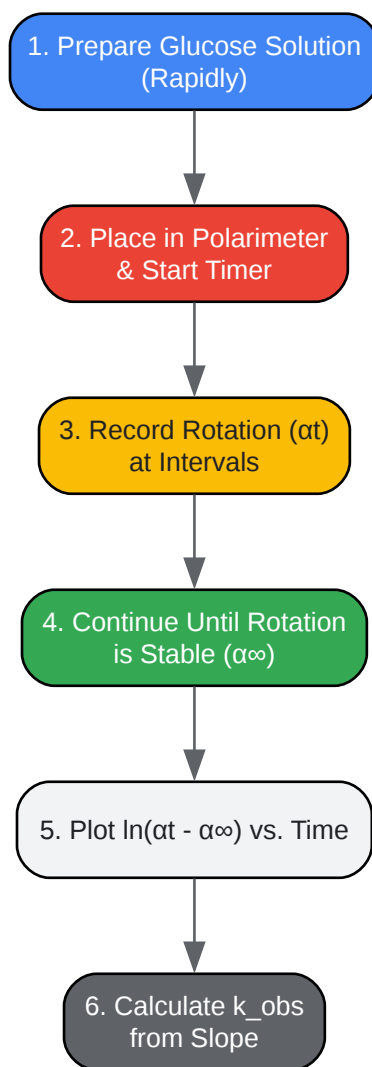 1. Prepare Glucose Solution
(Rapidly)
2. Place in Polarimeter
& Start Timer
3. Record Rotation (αt)
at Intervals
4. Continue Until Rotation
is Stable (α∞)
5. Plot ln(αt - α∞) vs. Time
6. Calculate k_obs
from Slope